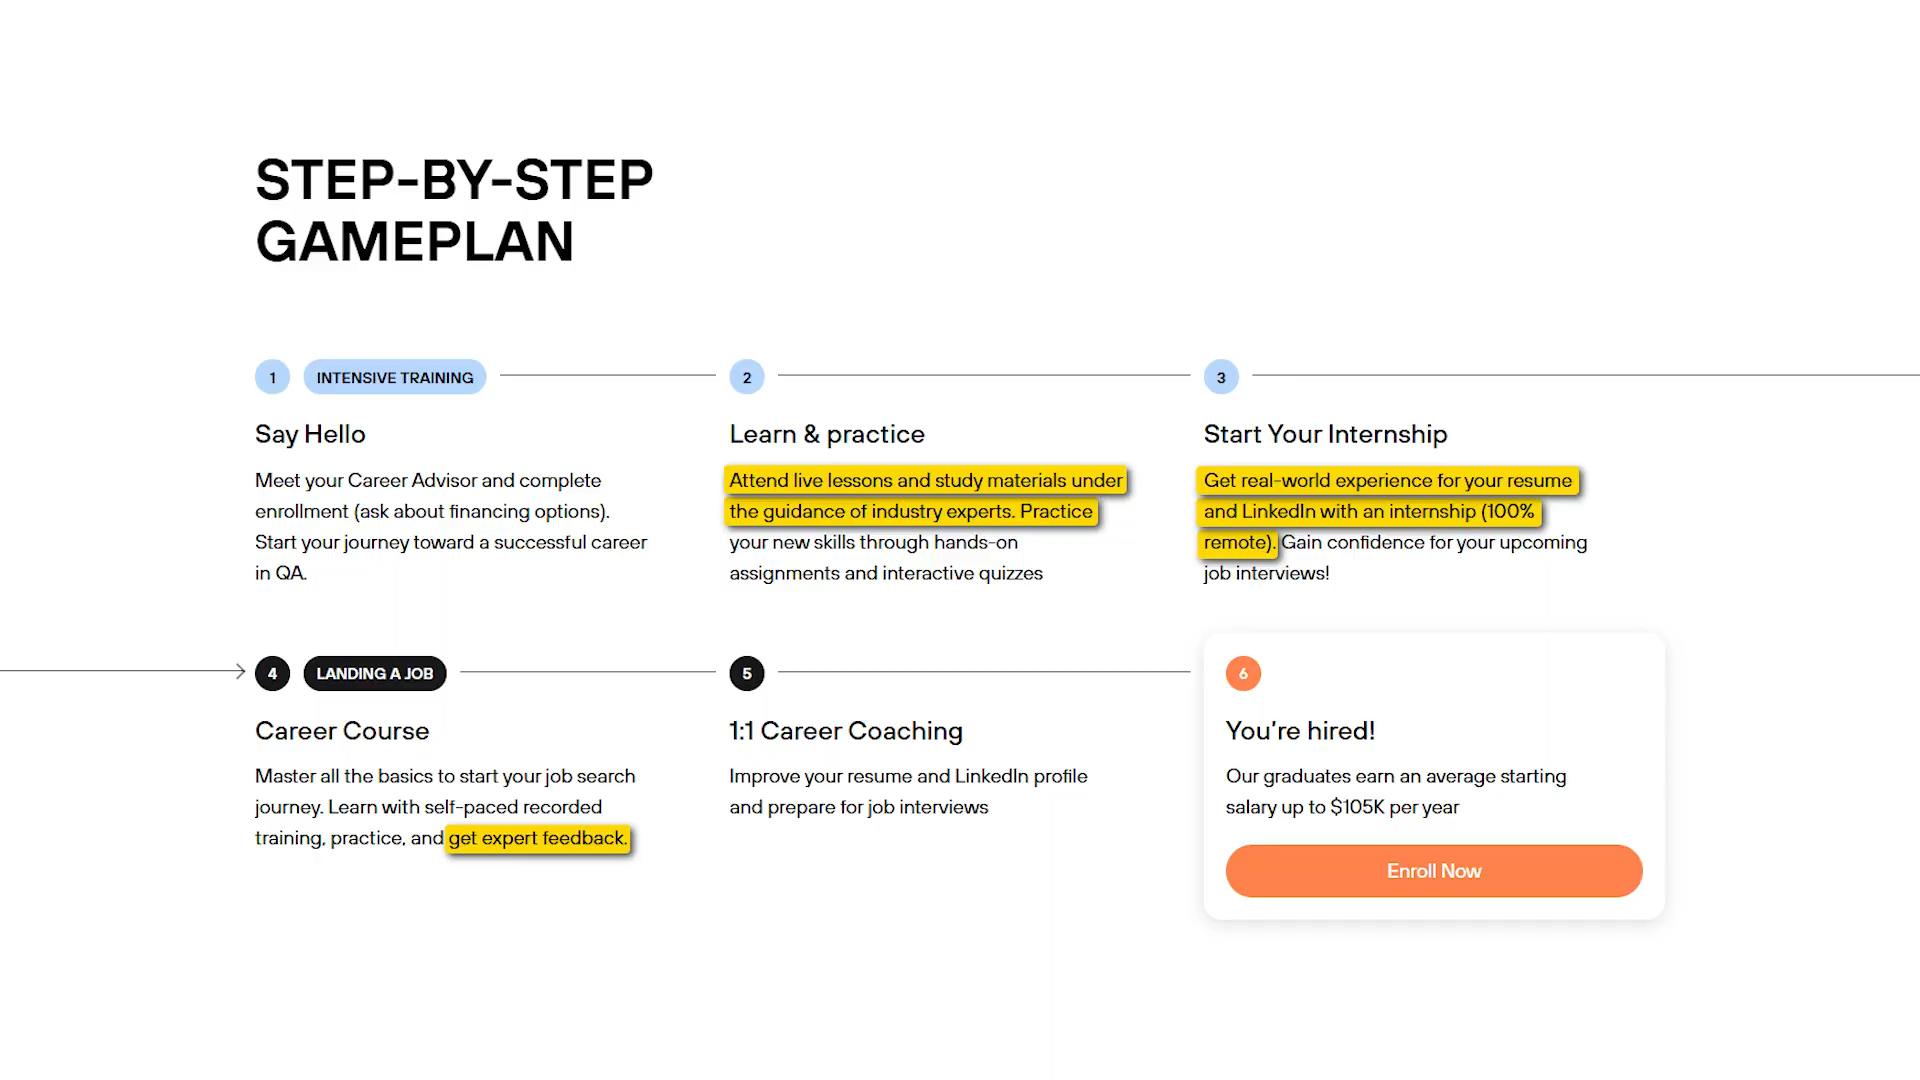 STEP-BY-STEP
GAMEPLAN
1 INTENSIVE TRAINING
Say Hello
Meet your Career Advisor and complete
enrollment (ask about financing options).
Start your journey toward a successful career
in QA.
2
Learn & practice
Attend live lessons and study materials under
the guidance of industry experts. Practice
your new skills through hands-on
assignments and interactive quizzes
3
Start Your Internship
Get real-world experience for your resume
and LinkedIn with an internship (100%
remote). Gain confidence for your upcoming
job interviews!
4 LANDING A JOB
Career Course
Master all the basics to start your job search
journey. Learn with self-paced recorded
training, practice, and get expert feedback.
5
1:1 Career Coaching
Improve your resume and LinkedIn profile
and prepare for job interviews
6
You’re hired!
Our graduates earn an average starting
salary up to $105K per year
Enroll Now